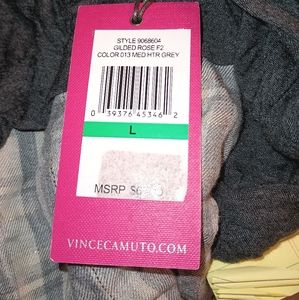 STYLE 9068604
GILDED ROSE F2
COLOR 013 MED HTR GREY
0 39376 45346 2
L
MSRP
VINCECAMUTO.COM